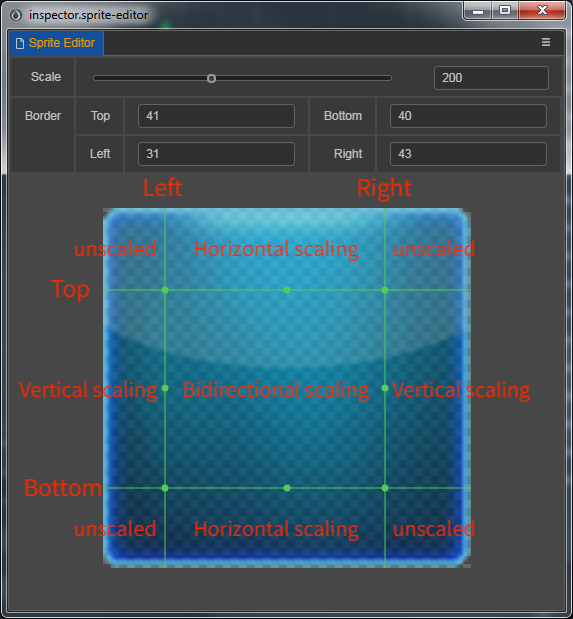 inspector.sprite-editor
Sprite Editor
Scale 200
Border Top 41 Bottom 40
Left 31 Right 43
Left Right
unscaled Horizontal scaling unscaled
Top
Vertical scaling Bidirectional scaling Vertical scaling
Bottom
unscaled Horizontal scaling unscaled